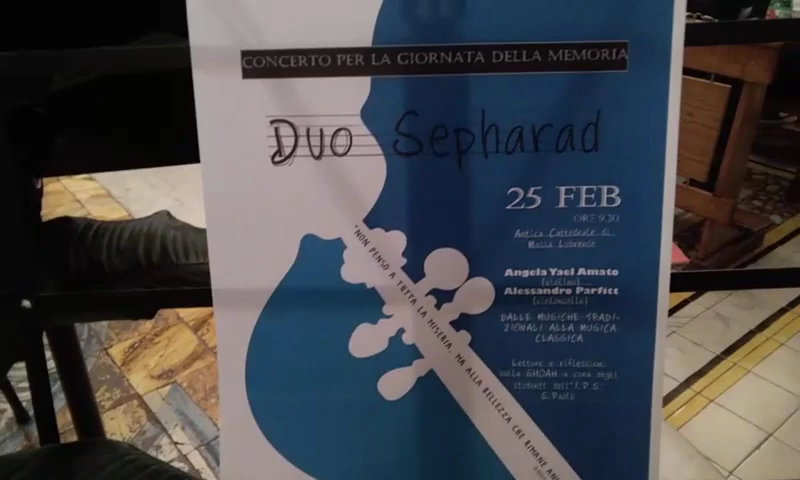 CONCERTO PER LA GIORNATA DELLA MEMORIA
Duo Sepharad
25 FEB
ORE 9.30
Antica Cattedrale di
Massa Lubrense
Angela Yael Amato
(violino)
Alessandro Parfitt
(violoncello)
DALLE MUSICHE TRADI-
ZIONALI ALLA MUSICA
CLASSICA
Letture e riflessioni
sulla SHOAH a cura degli
studenti dell'I.P.S.
S. Paolo
"NON PENSO A TUTTA LA MISERIA, MA ALLA BELLEZZA CHE RIMANE